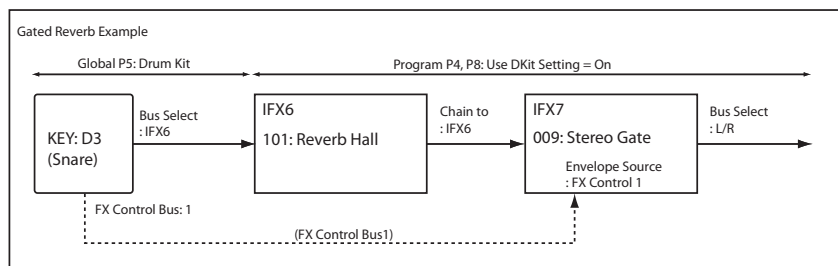 Gated Reverb Example
Global P5: Drum Kit
Program P4, P8: Use DKit Setting = On
KEY: D3
(Snare)
Bus Select
: IFX6
IFX6
101: Reverb Hall
Chain to
: IFX6
IFX7
009: Stereo Gate
Envelope Source
: FX Control 1
Bus Select
: L/R
FX Control Bus: 1
(FX Control Bus1)